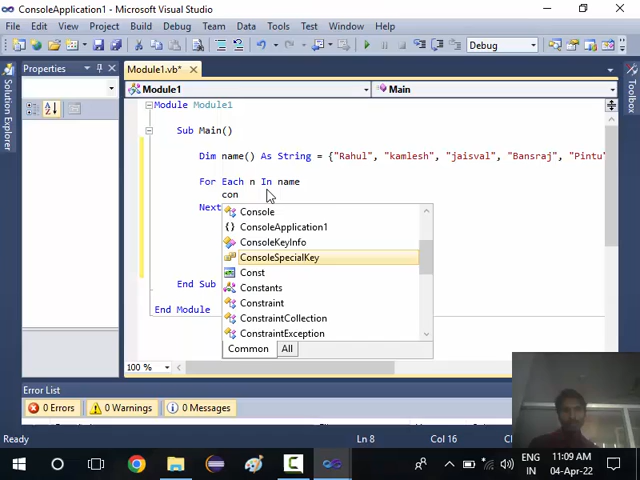 ConsoleApplication1 - Microsoft Visual Studio
File Edit View Project Build Debug Team Data Tools Test Window Help
Debug
Properties
Module1.vb*
Solution Explorer
Toolbox
Module1
Main
Module Module1
Sub Main()
Dim name() As String = {"Rahul", "kamlesh", "jaisval", "Bansraj", "Pintu"
For Each n In name
con
Next
Console
ConsoleApplication1
ConsoleKeyInfo
ConsoleSpecialKey
Const
Constants
Constraint
ConstraintCollection
ConstraintException
Common All
End Sub
End Module
100 %
Error List
0 Errors 0 Warnings 0 Messages
Ready Ln 8 Col 16
ENG 11:09 AM
IN 04-Apr-22